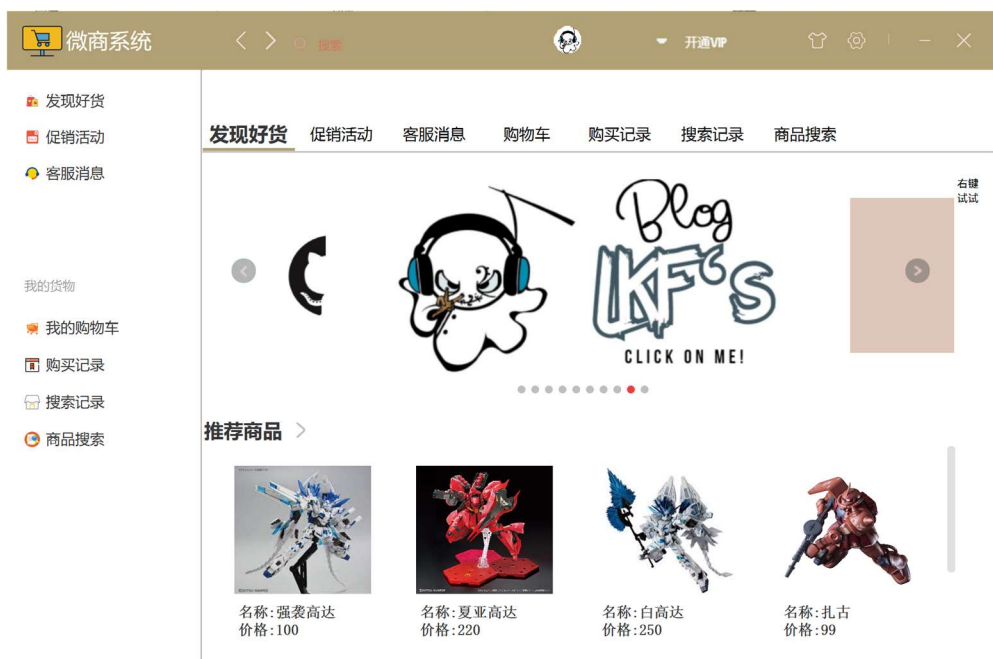 微商系统
搜索
开通VIP
发现好货
促销活动
客服消息
我的货物
我的购物车
购买记录
搜索记录
商品搜索
发现好货 促销活动 客服消息 购物车 购买记录 搜索记录 商品搜索
右键
试试
Blog
LKF'S
CLICK ON ME!
推荐商品
名称:强袭高达
价格:100
名称:夏亚高达
价格:220
名称:白高达
价格:250
名称:扎古
价格:99